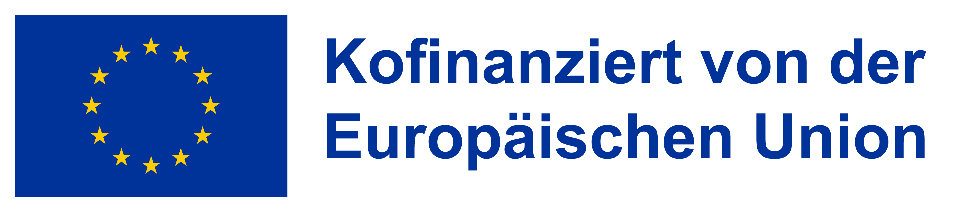 Kofinanziert von der
Europäischen Union